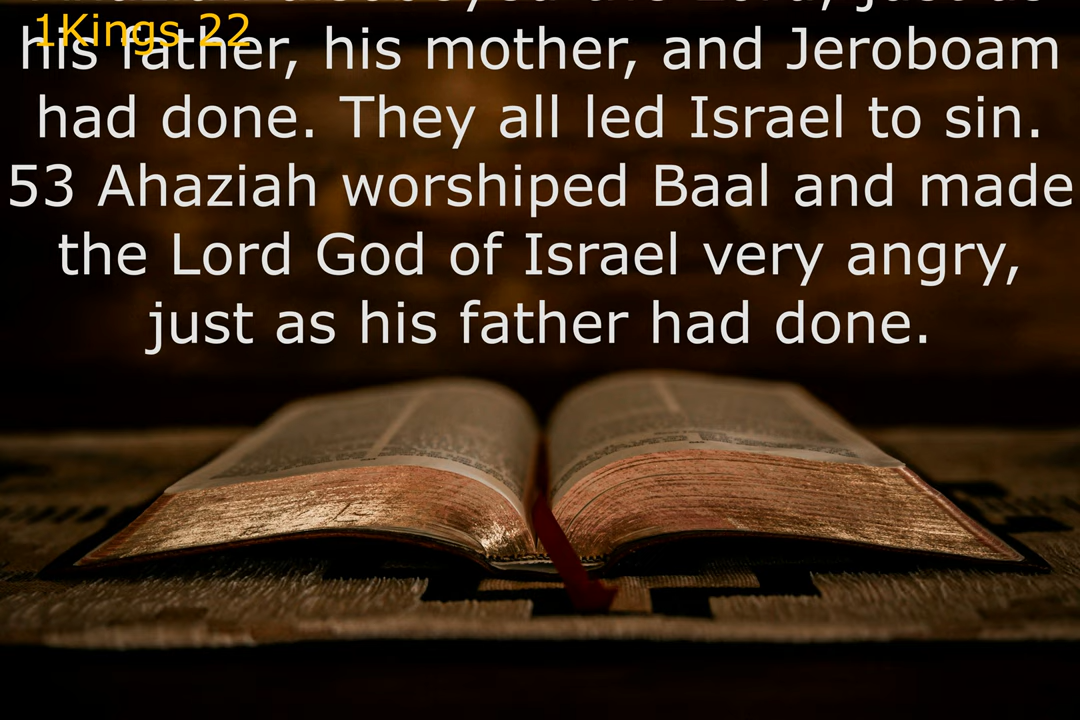 1Kings 22
his father, his mother, and Jeroboam
had done. They all led Israel to sin.
53 Ahaziah worshiped Baal and made
the Lord God of Israel very angry,
just as his father had done.